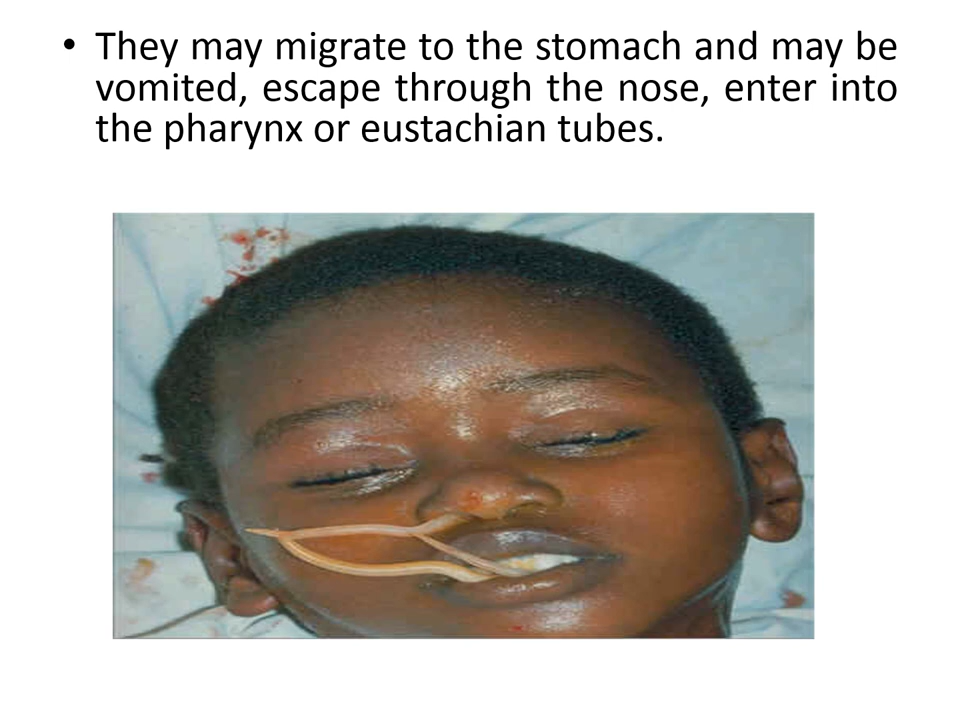 • They may migrate to the stomach and may be
vomited, escape through the nose, enter into
the pharynx or eustachian tubes.